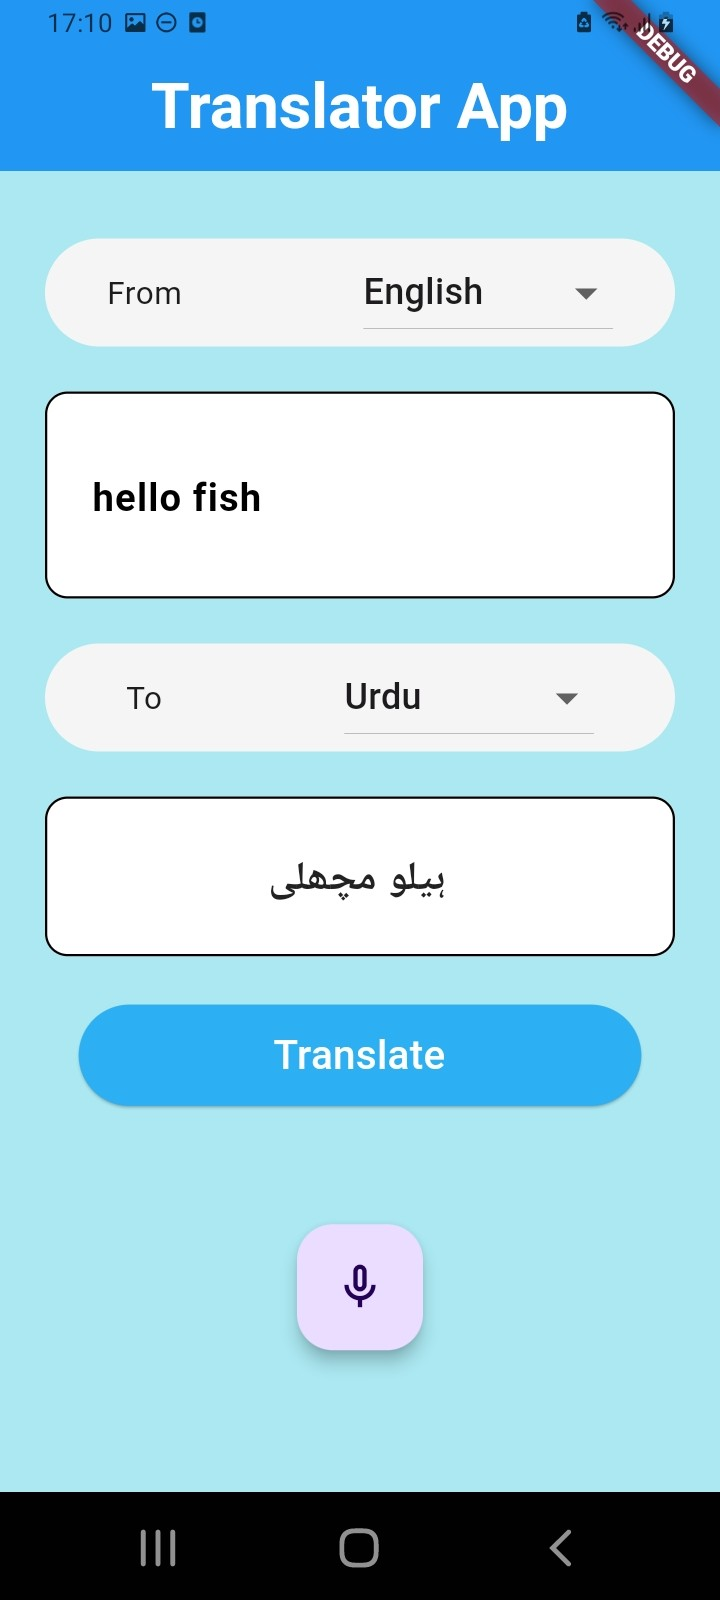 17:10
DEBUG
Translator App
From English
hello fish
To Urdu
ہیلو مچھلی
Translate